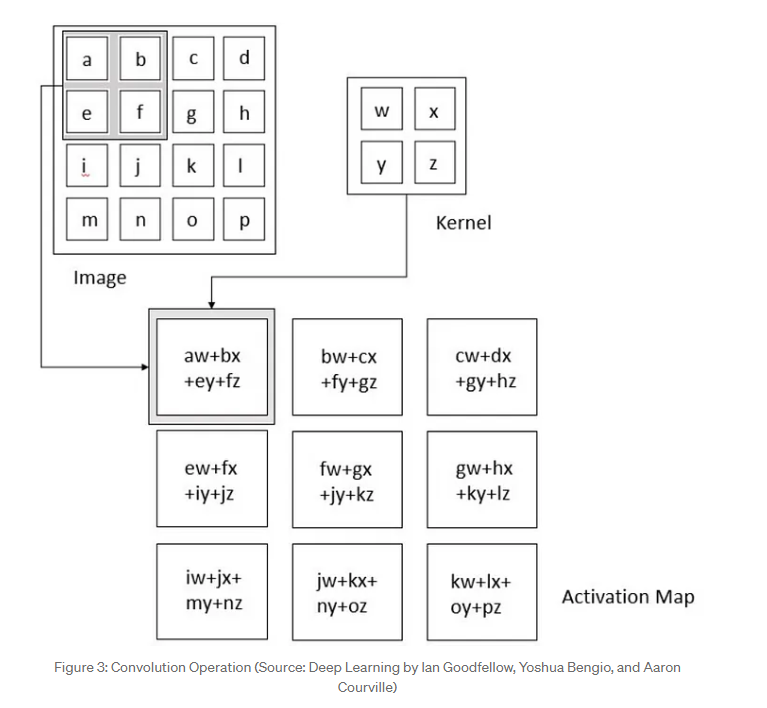 a b c d
e f g h
i j k l
m n o p
Image
w x
y z
Kernel
aw+bx
+ey+fz
bw+cx
+fy+gz
cw+dx
+gy+hz
ew+fx
+iy+jz
fw+gx
+jy+kz
gw+hx
+ky+lz
iw+jx+
my+nz
jw+kx+
ny+oz
kw+lx+
oy+pz
Activation Map
Figure 3: Convolution Operation (Source: Deep Learning by Ian Goodfellow, Yoshua Bengio, and Aaron
Courville)